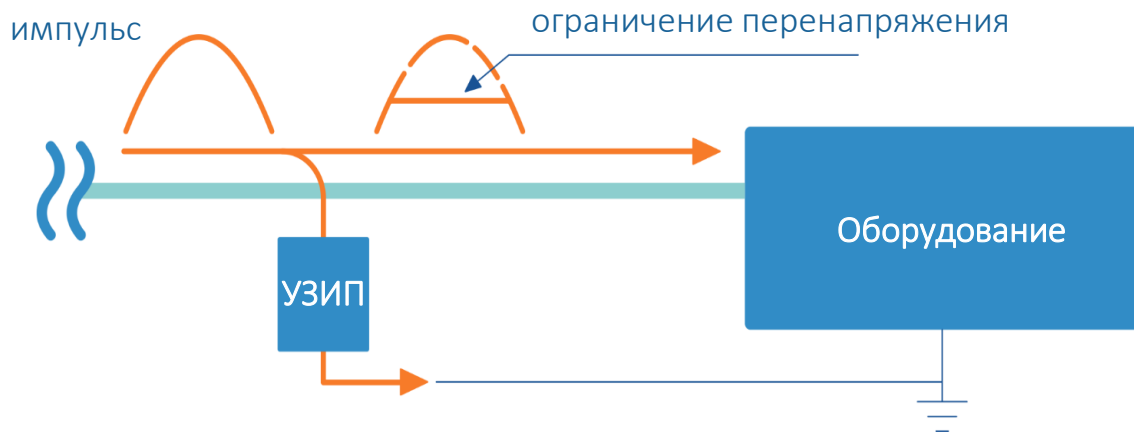 импульс
ограничение перенапряжения
Оборудование
УЗИП